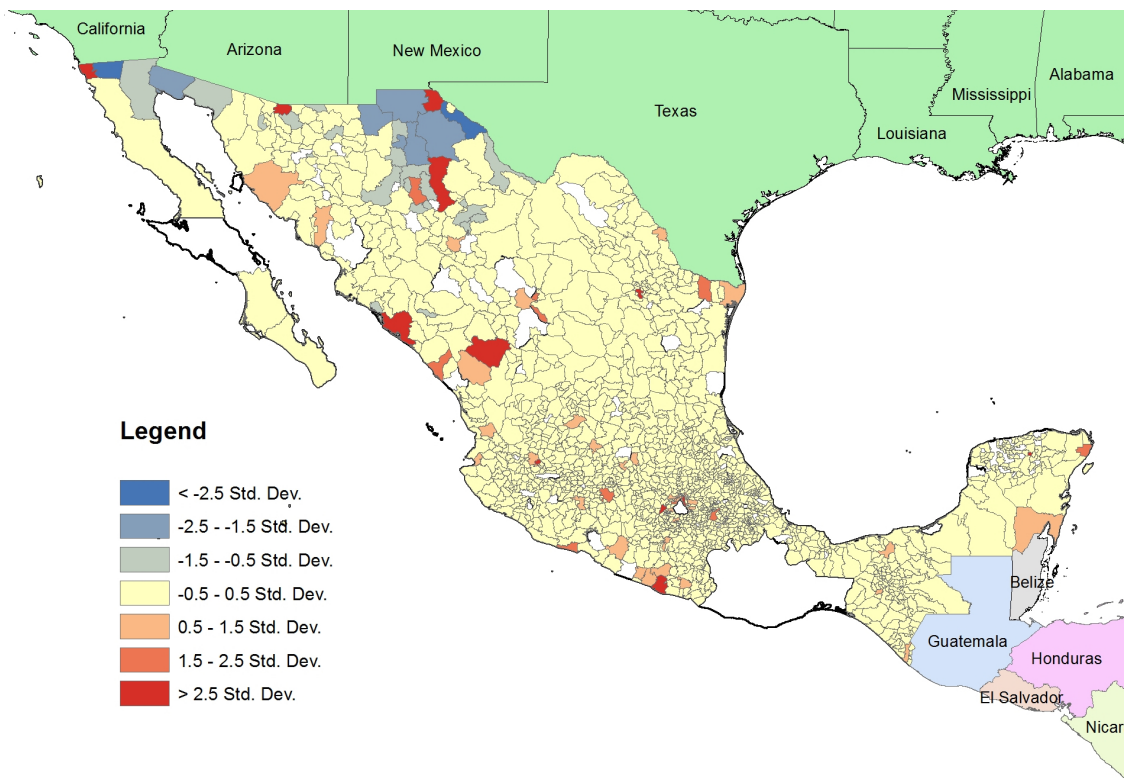 California
Arizona
New Mexico
Alabama
Mississippi
Texas
Louisiana
Legend
< -2.5 Std. Dev.
-2.5 - -1.5 Std. Dev.
-1.5 - -0.5 Std. Dev.
-0.5 - 0.5 Std. Dev.
0.5 - 1.5 Std. Dev.
1.5 - 2.5 Std. Dev.
> 2.5 Std. Dev.
Belize
Guatemala
Honduras
El Salvador
Nicar